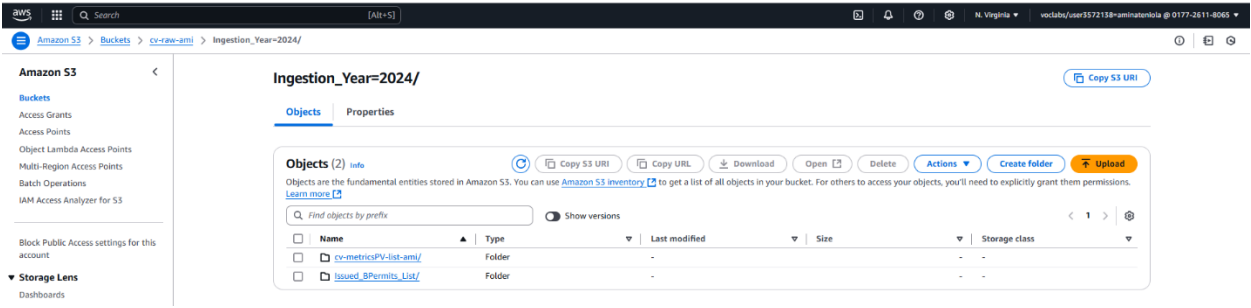 aws
Search [Alt+S] N. Virginia ▼ voclabs/user3572138=aminateniola @ 0177-2611-8065 ▼
Amazon S3 > Buckets > cv-raw-ami > Ingestion_Year=2024/
Amazon S3
Buckets
Access Grants
Access Points
Object Lambda Access Points
Multi-Region Access Points
Batch Operations
IAM Access Analyzer for S3
Block Public Access settings for this
account
▼ Storage Lens
Dashboards
Ingestion_Year=2024/
Copy S3 URI
Objects Properties
Objects (2) Info
Copy S3 URI Copy URL Download Open Delete Actions ▼ Create folder Upload
Objects are the fundamental entities stored in Amazon S3. You can use Amazon S3 inventory to get a list of all objects in your bucket. For others to access your objects, you'll need to explicitly grant them permissions.
Learn more
Find objects by prefix Show versions < 1 >
Name Type Last modified Size Storage class
cv-metricsPV-list-ami/ Folder - - -
Issued_BPermits_List/ Folder - - -